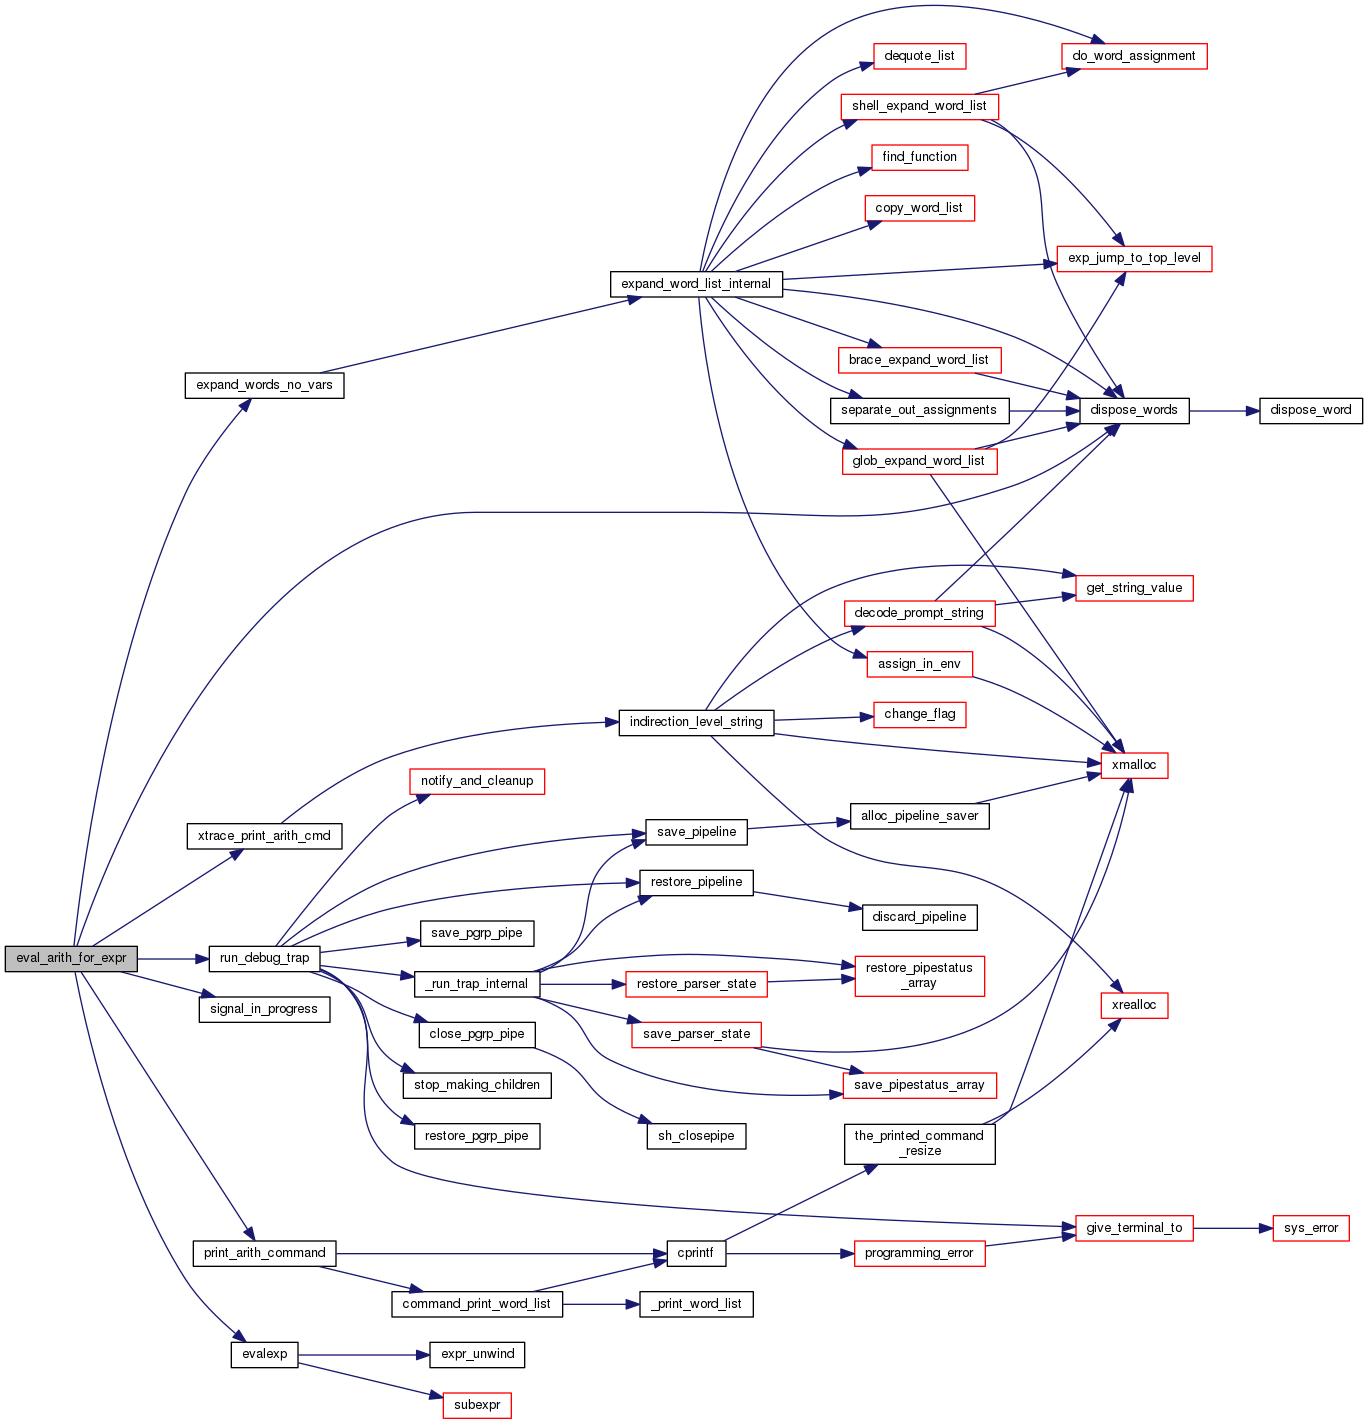 dequote_list
do_word_assignment
shell_expand_word_list
find_function
copy_word_list
exp_jump_to_top_level
expand_word_list_internal
brace_expand_word_list
expand_words_no_vars
separate_out_assignments
dispose_words
dispose_word
glob_expand_word_list
get_string_value
decode_prompt_string
assign_in_env
change_flag
indirection_level_string
xmalloc
notify_and_cleanup
alloc_pipeline_saver
xtrace_print_arith_cmd
save_pipeline
restore_pipeline
discard_pipeline
save_pgrp_pipe
eval_arith_for_expr
run_debug_trap
restore_pipestatus
_array
_run_trap_internal
restore_parser_state
signal_in_progress
xrealloc
close_pgrp_pipe
save_parser_state
stop_making_children
save_pipestatus_array
restore_pgrp_pipe
sh_closepipe
the_printed_command
_resize
give_terminal_to
sys_error
print_arith_command
cprintf
programming_error
command_print_word_list
_print_word_list
evalexp
expr_unwind
subexpr